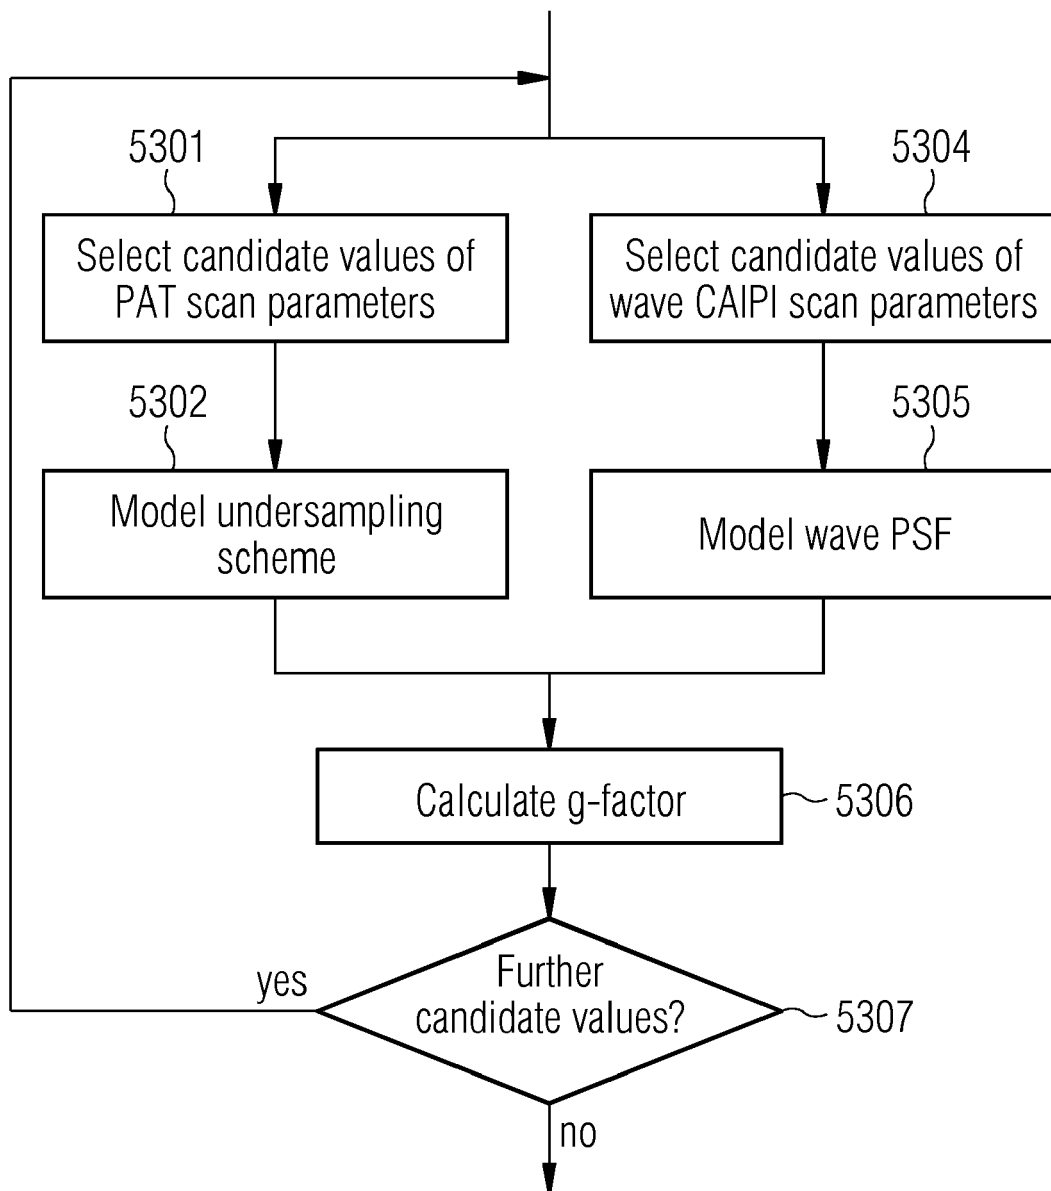 5301
5304
Select candidate values of
PAT scan parameters
Select candidate values of
wave CAIPI scan parameters
5302
5305
Model undersampling
scheme
Model wave PSF
Calculate g-factor
5306
Further
candidate values?
yes
5307
no